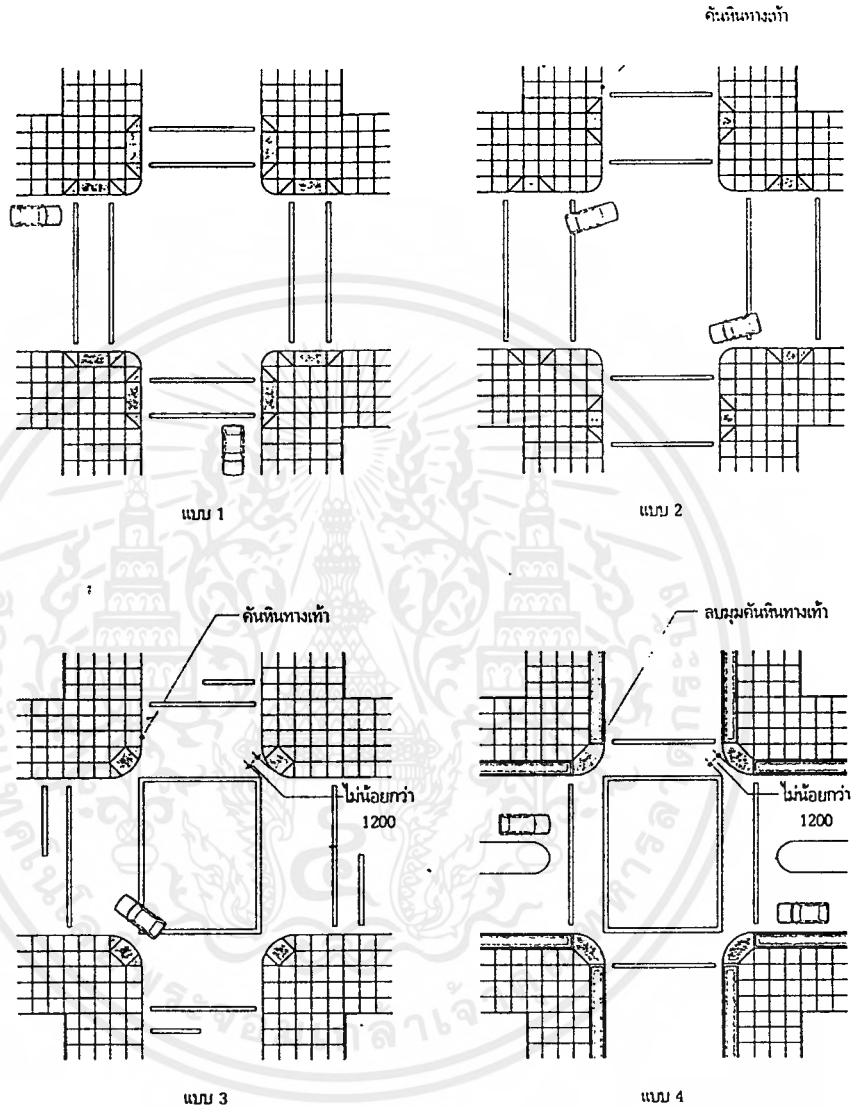 คันหินทางเท้า
แบบ 1
แบบ 2
คันหินทางเท้า
ลบมุมคันหินทางเท้า
ไม่น้อยกว่า
1200
ไม่น้อยกว่า
1200
แบบ 3
แบบ 4